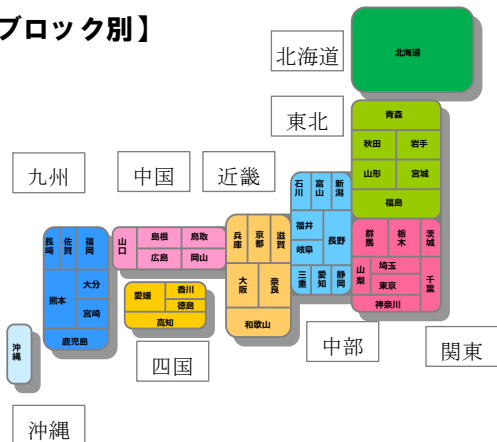 ブロック別】
北海道
北海道
東北
青森
秋田
岩手
山形
宮城
福島
九州
中国
近畿
石川
富山
新潟
福井
長野
岐阜
三重
愛知
静岡
群馬
栃木
茨城
山梨
埼玉
東京
千葉
神奈川
長崎
佐賀
福岡
熊本
大分
宮崎
鹿児島
山口
島根
鳥取
広島
岡山
兵庫
京都
滋賀
大阪
奈良
和歌山
愛媛
香川
徳島
高知
沖縄
四国
中部
関東
沖縄